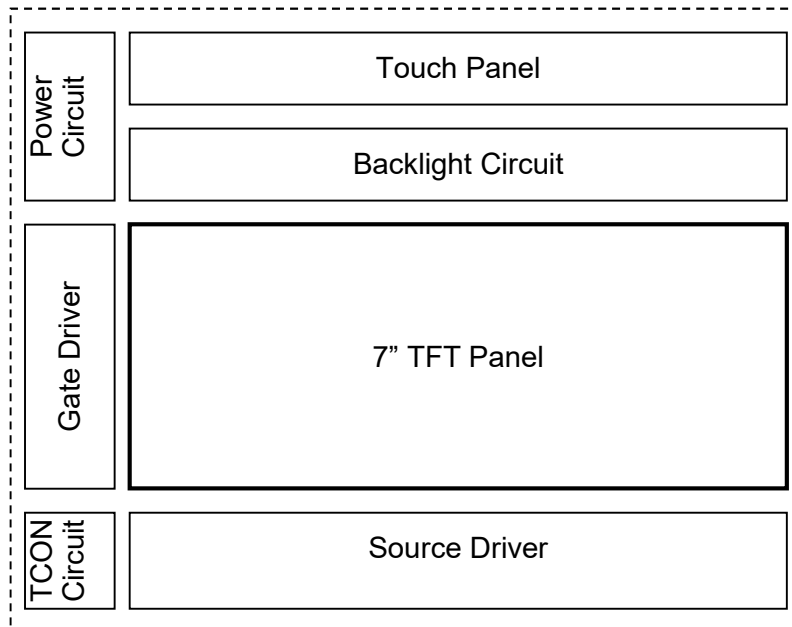 Power
Circuit
Touch Panel
Backlight Circuit
Gate Driver
7” TFT Panel
TCON
Circuit
Source Driver